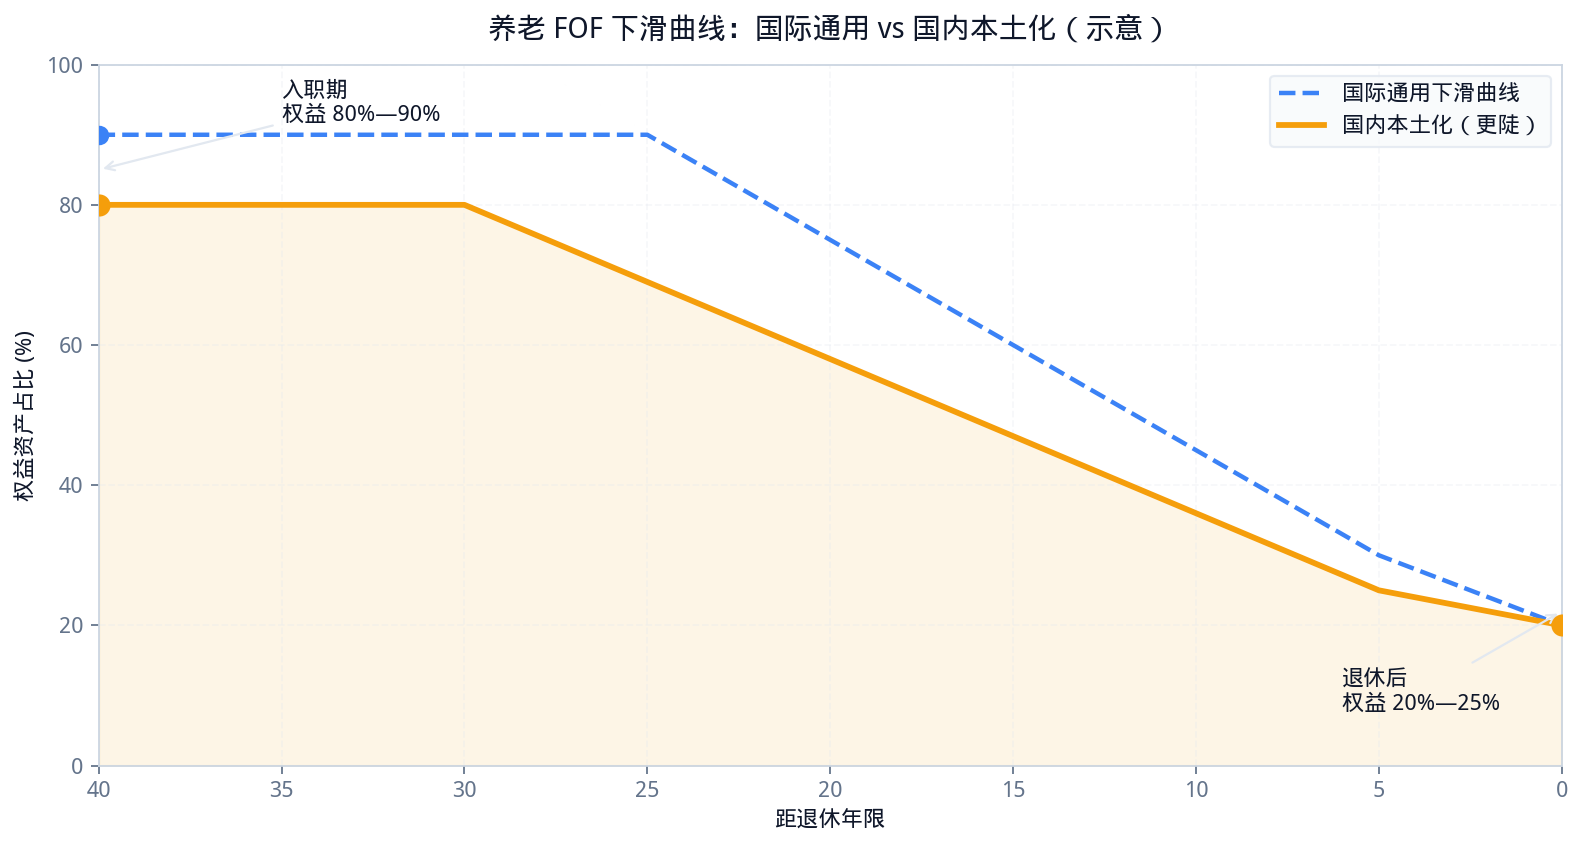 养老 FOF 下滑曲线：国际通用 vs 国内本土化（示意）
100
80
60
40
20
0
权益资产占比 (%)
入职期
权益 80%—90%
国际通用下滑曲线
国内本土化（更陡）
退休后
权益 20%—25%
40 35 30 25 20 15 10 5 0
距退休年限